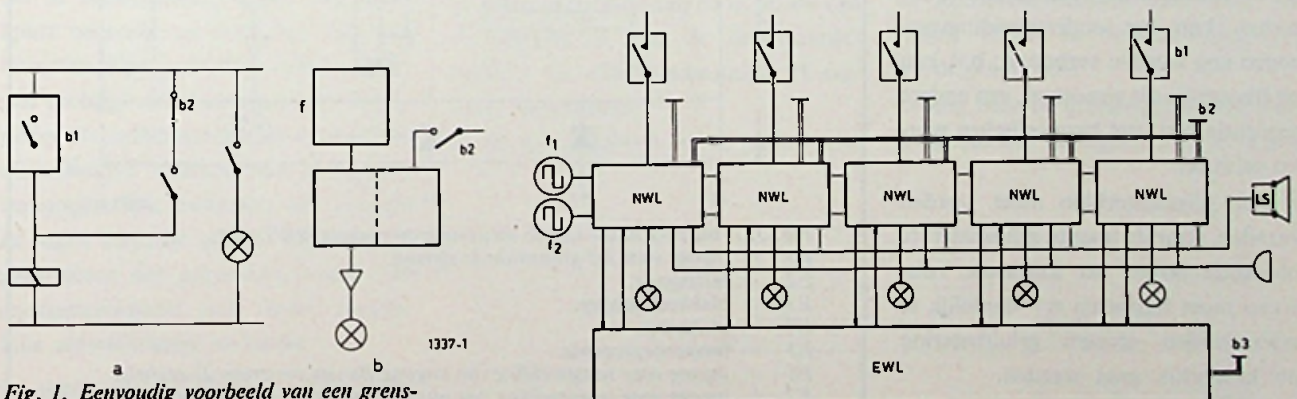 b1
b2
a
f
b2
b
1337-1
Fig. 1. Eenvoudig voorbeeld van een grens-
b1
b2
f1
f2
NWL
NWL
NWL
NWL
NWL
LS
EWL
b3